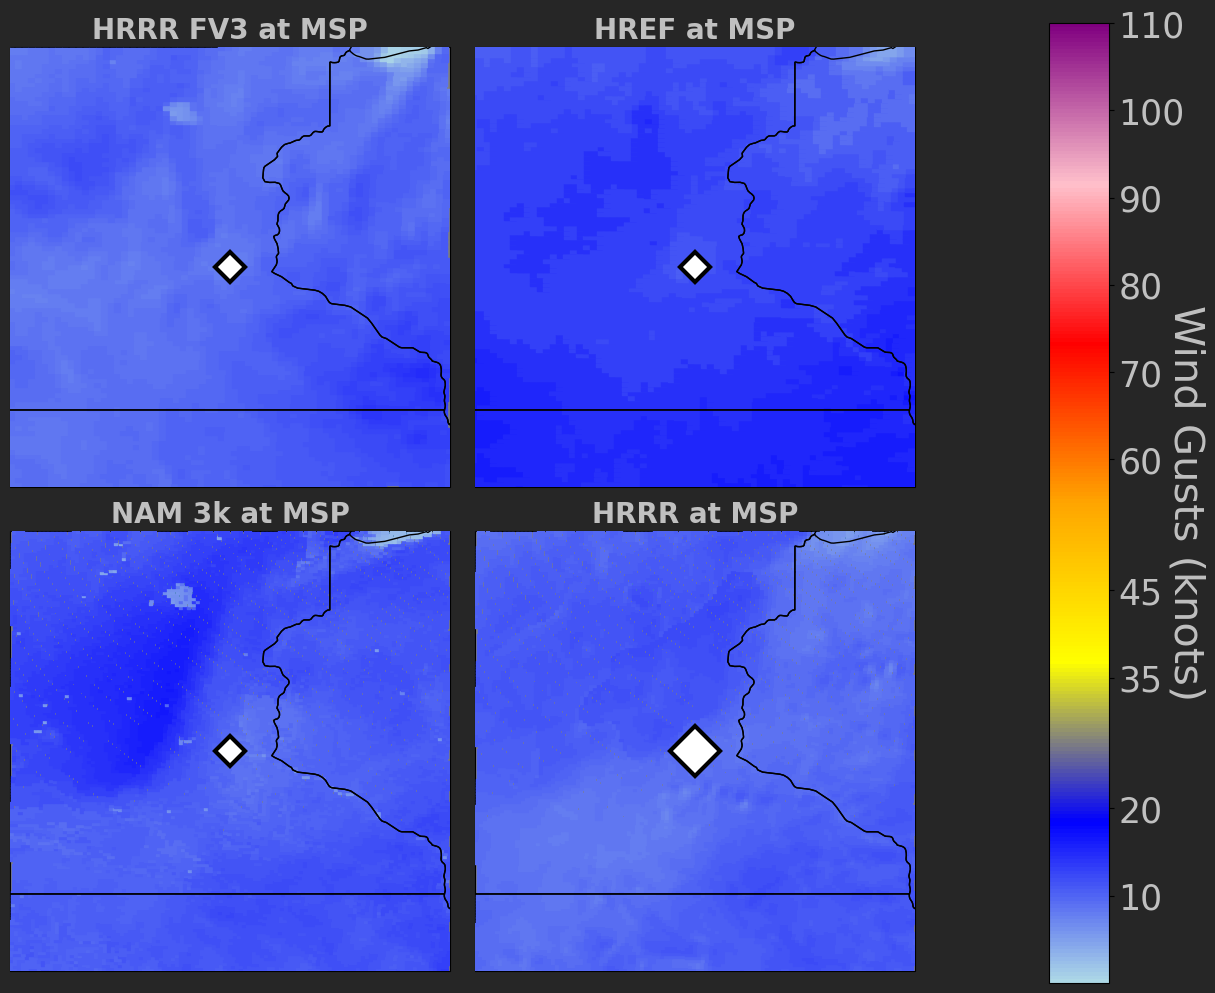 HRRR FV3 at MSP
HREF at MSP
NAM 3k at MSP
HRRR at MSP
110
100
90
80
70
60
45
35
20
10
Wind Gusts (knots)